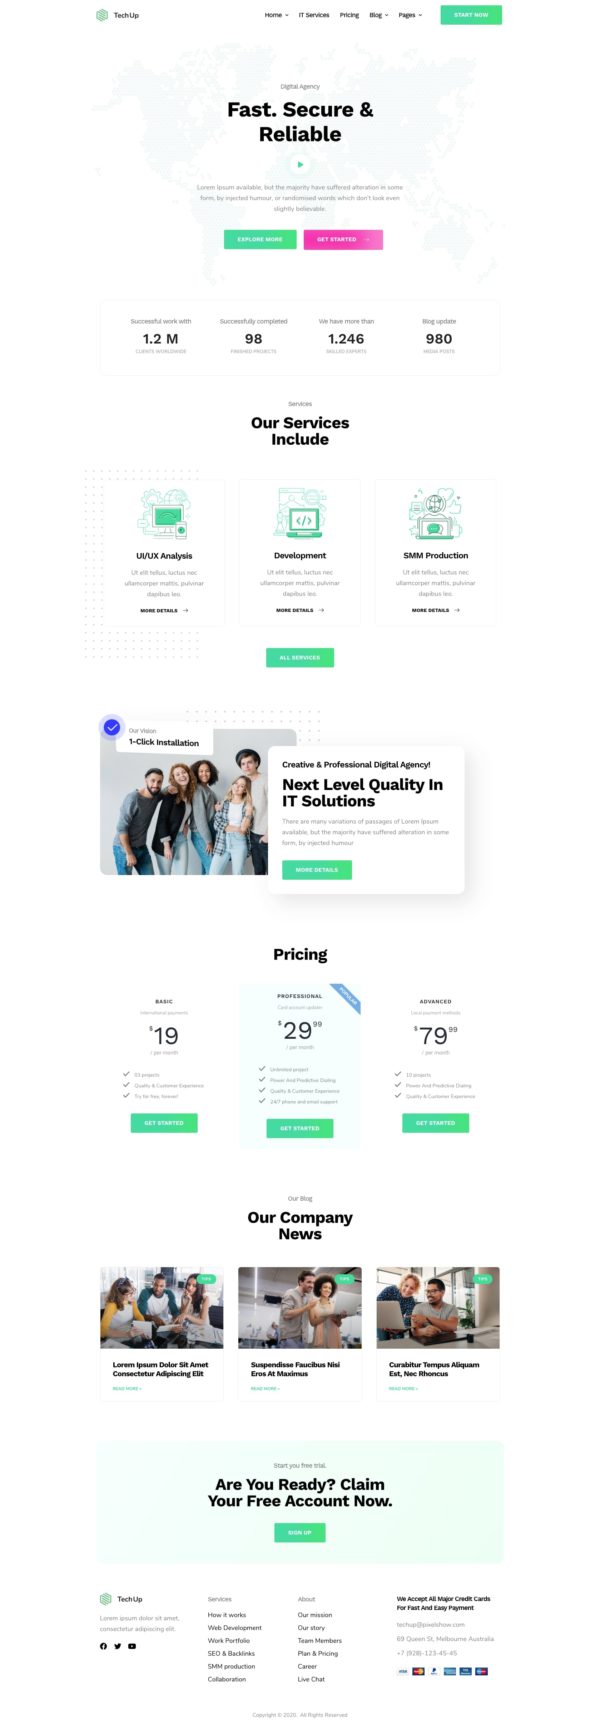 TechUp
Home
IT Services
Pricing
Blog
Pages
START NOW
Digital Agency
Fast. Secure &
Reliable
Lorem Ipsum available, but the majority have suffered alteration in some
form, by injected humour, or randomised words which don't look even
slightly believable.
EXPLORE MORE
GET STARTED
Successful work with
1.2 M
CLIENTS WORLDWIDE
Successfully completed
98
FINISHED PROJECTS
We have more than
1.246
SKILLED EXPERTS
Blog update
980
MEDIA POSTS
Services
Our Services
Include
UI/UX Analysis
Ut elit tellus, luctus nec
ullamcorper mattis, pulvinar
dapibus leo.
MORE DETAILS
Development
Ut elit tellus, luctus nec
ullamcorper mattis, pulvinar
dapibus leo.
MORE DETAILS
SMM Production
Ut elit tellus, luctus nec
ullamcorper mattis, pulvinar
dapibus leo.
MORE DETAILS
ALL SERVICES
Our Vision
1-Click Installation
Creative & Professional Digital Agency!
Next Level Quality In
IT Solutions
There are many variations of passages of Lorem Ipsum
available, but the majority have suffered alteration in some
form, by injected humour
MORE DETAILS
Pricing
BASIC
International payments
$19
/ per month
03 projects
Quality & Customer Experience
Try for free, forever!
GET STARTED
POPULAR
PROFESSIONAL
Card account updater
$29.99
/ per month
Unlimited project
Power And Predictive Dialing
Quality & Customer Experience
24/7 phone and email support
GET STARTED
ADVANCED
Local payment methods
$79.99
/ per month
10 projects
Power And Predictive Dialing
Quality & Customer Experience
GET STARTED
Our Blog
Our Company
News
TIPS
Lorem Ipsum Dolor Sit Amet
Consectetur Adipiscing Elit
READ MORE »
TIPS
Suspendisse Faucibus Nisi
Eros At Maximus
READ MORE »
TIPS
Curabitur Tempus Aliquam
Est, Nec Rhoncus
READ MORE »
Start you free trial.
Are You Ready? Claim
Your Free Account Now.
SIGN UP
TechUp
Lorem ipsum dolor sit amet,
consectetur adipiscing elit.
Services
How it works
Web Development
Work Portfolio
SEO & Backlinks
SMM production
Collaboration
About
Our mission
Our story
Team Members
Plan & Pricing
Career
Live Chat
We Accept All Major Credit Cards
For Fast And Easy Payment
techup@pixelshow.com
69 Queen St, Melbourne Australia
+7 (928)-123-45-45
VISA
Copyright © 2020. All Rights Reserved